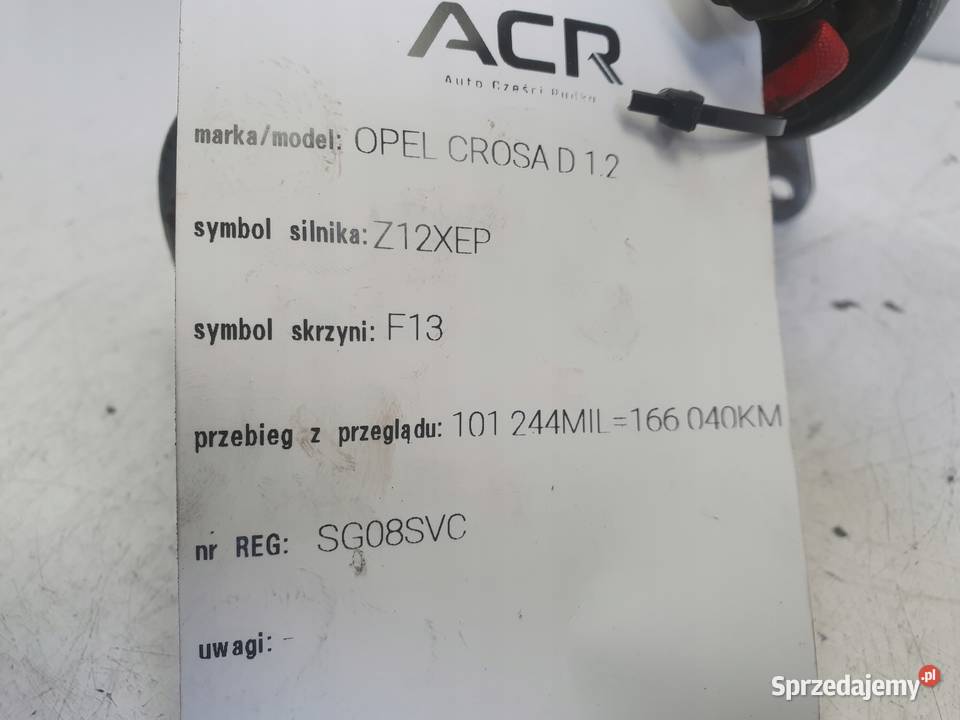 ACR
Auto Części Rudka
marka/model: OPEL CROSA D 1.2
symbol silnika: Z12XEP
symbol skrzyni: F13
przebieg z przeglądu: 101 244MIL=166 040KM
nr REG: SG08SVC
uwagi: -
Sprzedajemy.pl